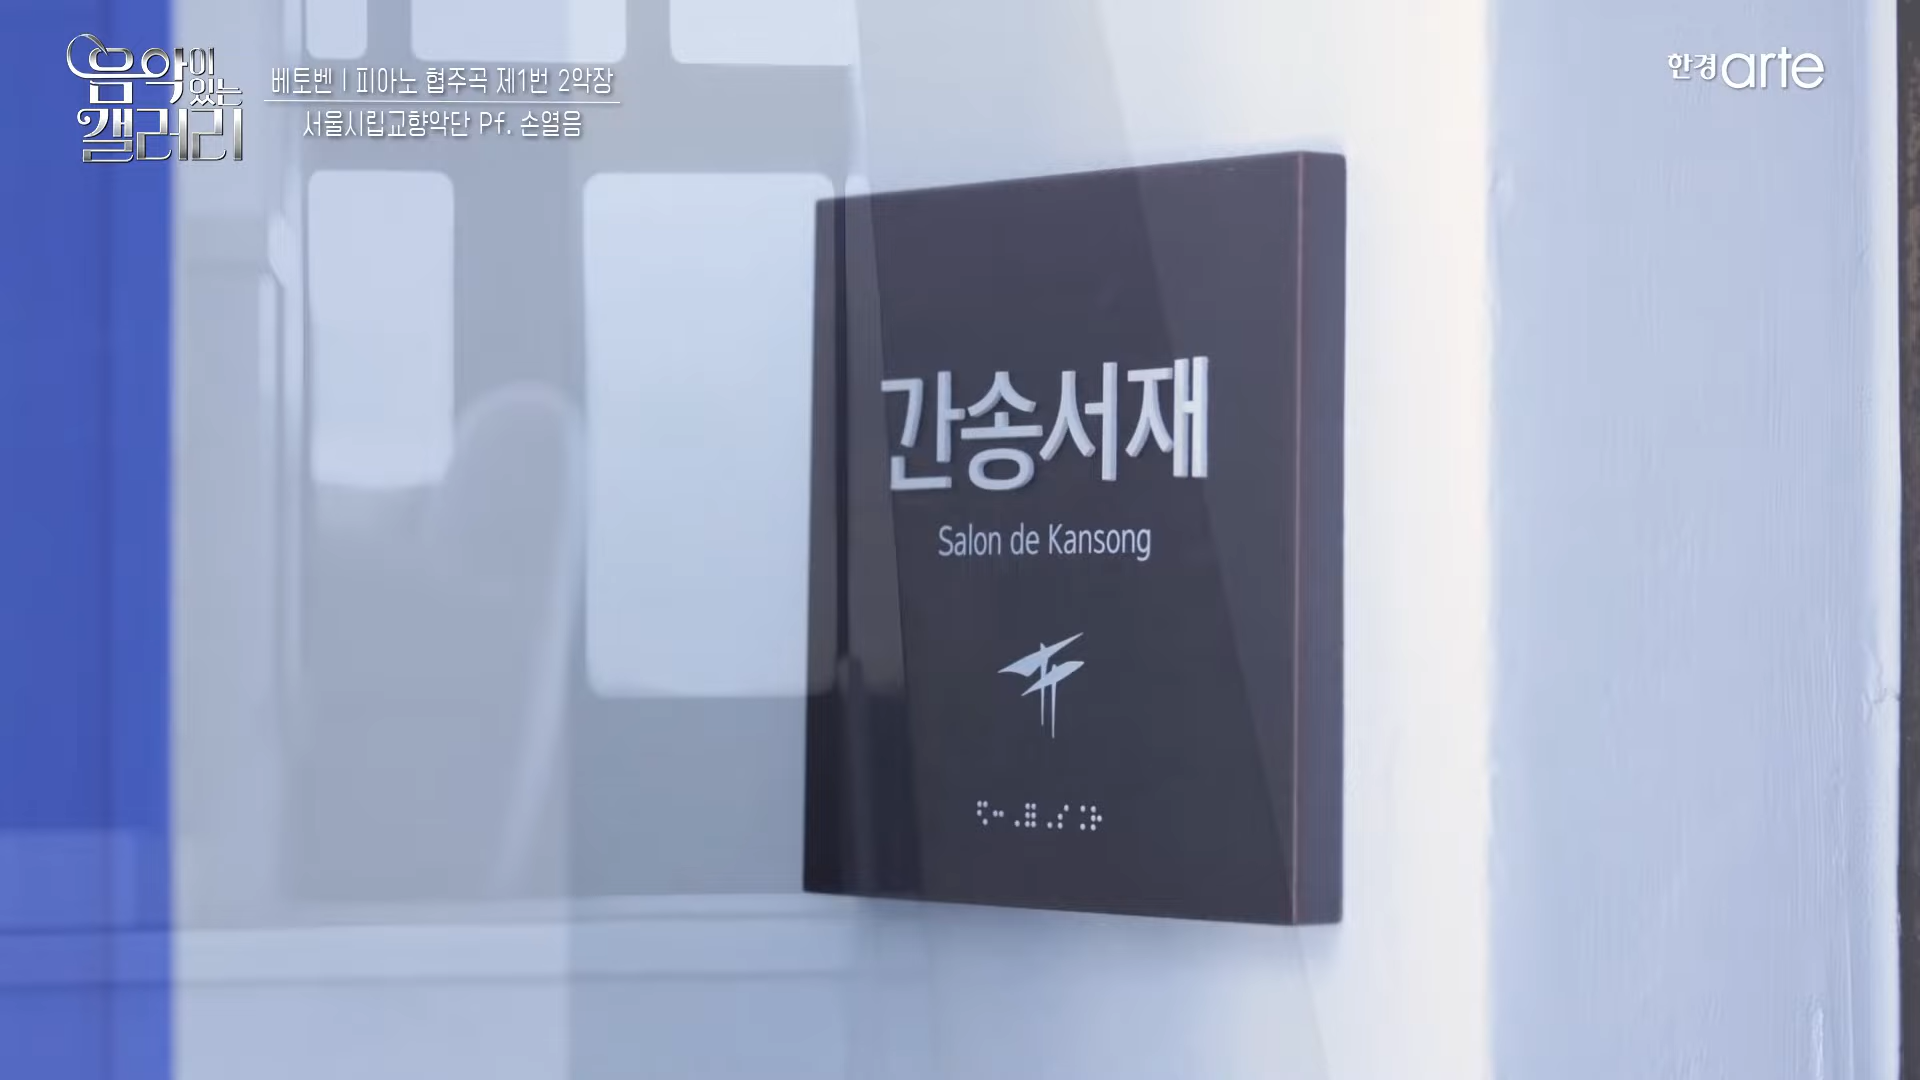 음악이 있는 갤러리
베토벤 | 피아노 협주곡 제1번 2악장
서울시립교향악단 Pf. 손열음
한경arte
간송서재
Salon de Kansong